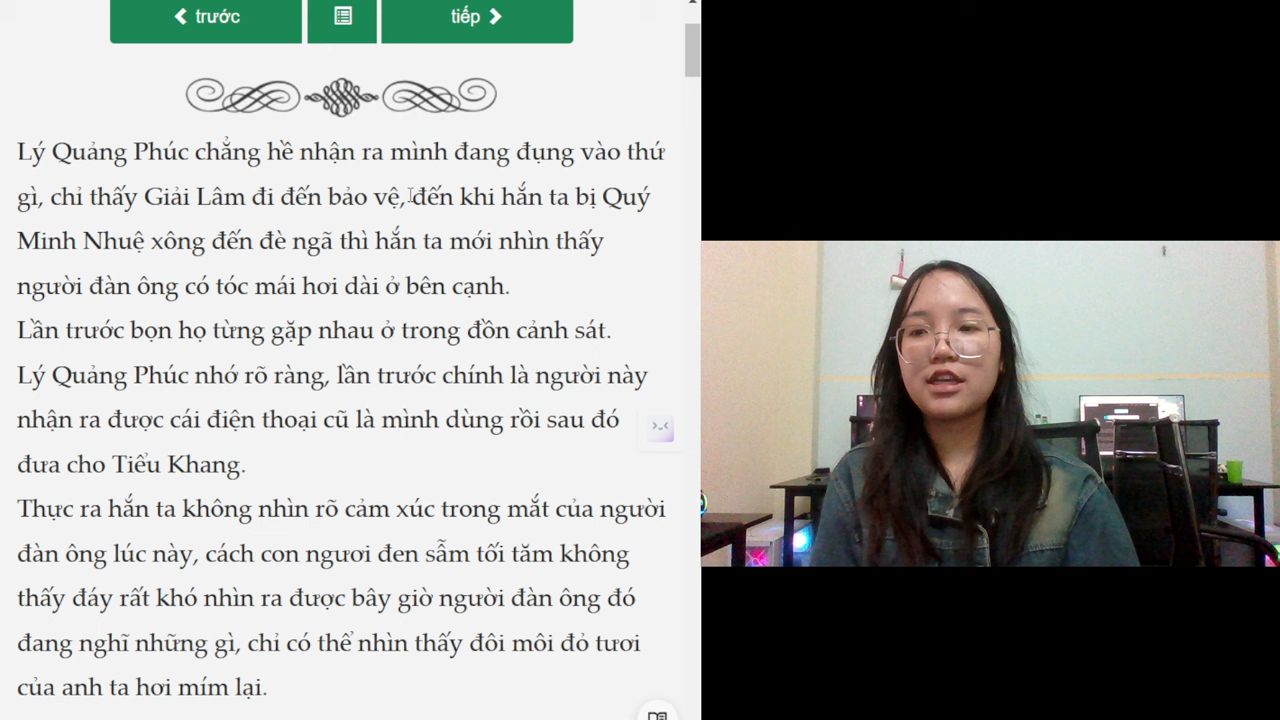 trước
tiếp
Lý Quảng Phúc chẳng hề nhận ra mình đang đụng vào thứ
gì, chỉ thấy Giải Lâm đi đến bảo vệ, đến khi hắn ta bị Quý
Minh Nhuệ xông đến đè ngã thì hắn ta mới nhìn thấy
người đàn ông có tóc mái hơi dài ở bên cạnh.
Lần trước bọn họ từng gặp nhau ở trong đồn cảnh sát.
Lý Quảng Phúc nhớ rõ ràng, lần trước chính là người này
nhận ra được cái điện thoại cũ là mình dùng rồi sau đó
đưa cho Tiểu Khang.
Thực ra hắn ta không nhìn rõ cảm xúc trong mắt của người
đàn ông lúc này, cách con ngươi đen sẫm tối tăm không
thấy đáy rất khó nhìn ra được bây giờ người đàn ông đó
đang nghĩ những gì, chỉ có thể nhìn thấy đôi môi đỏ tươi
của anh ta hơi mím lại.